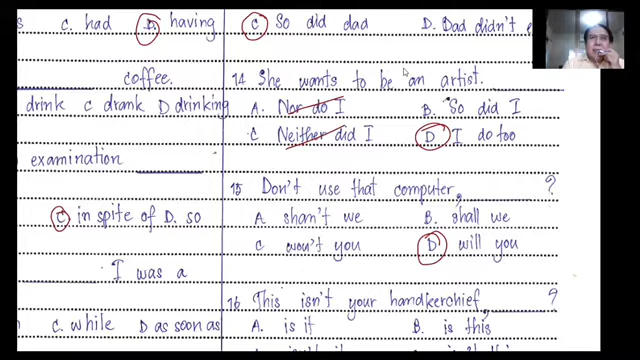 C. had D. having
coffee.
drink C drank D drinking
examination
C in spite of D. so
I was a
C. while D as soon as
C. So did dad D. Dad didn't
14 She wants to be an artist.
A. Nor do I B. So did I
C Neither did I D I do too
15 Don't use that computer, ?
A shan't we B. shall we
C won't you D will you
16 This isn't your handkerchief, ?
A. is it B. is this